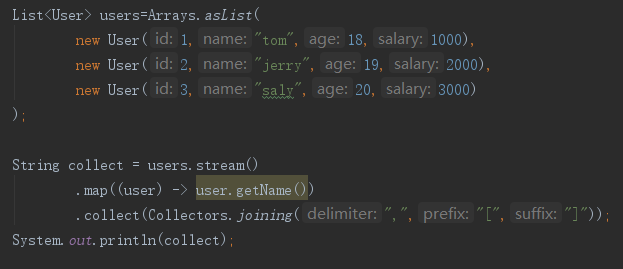 List<User> users=Arrays.asList(
new User( id: 1, name: "tom", age: 18, salary: 1000),
new User( id: 2, name: "jerry", age: 19, salary: 2000),
new User( id: 3, name: "saly", age: 20, salary: 3000)
);
String collect = users.stream()
.map((user) -> user.getName())
.collect(Collectors.joining( delimiter: ",", prefix: "[", suffix: "]"));
System.out.println(collect);